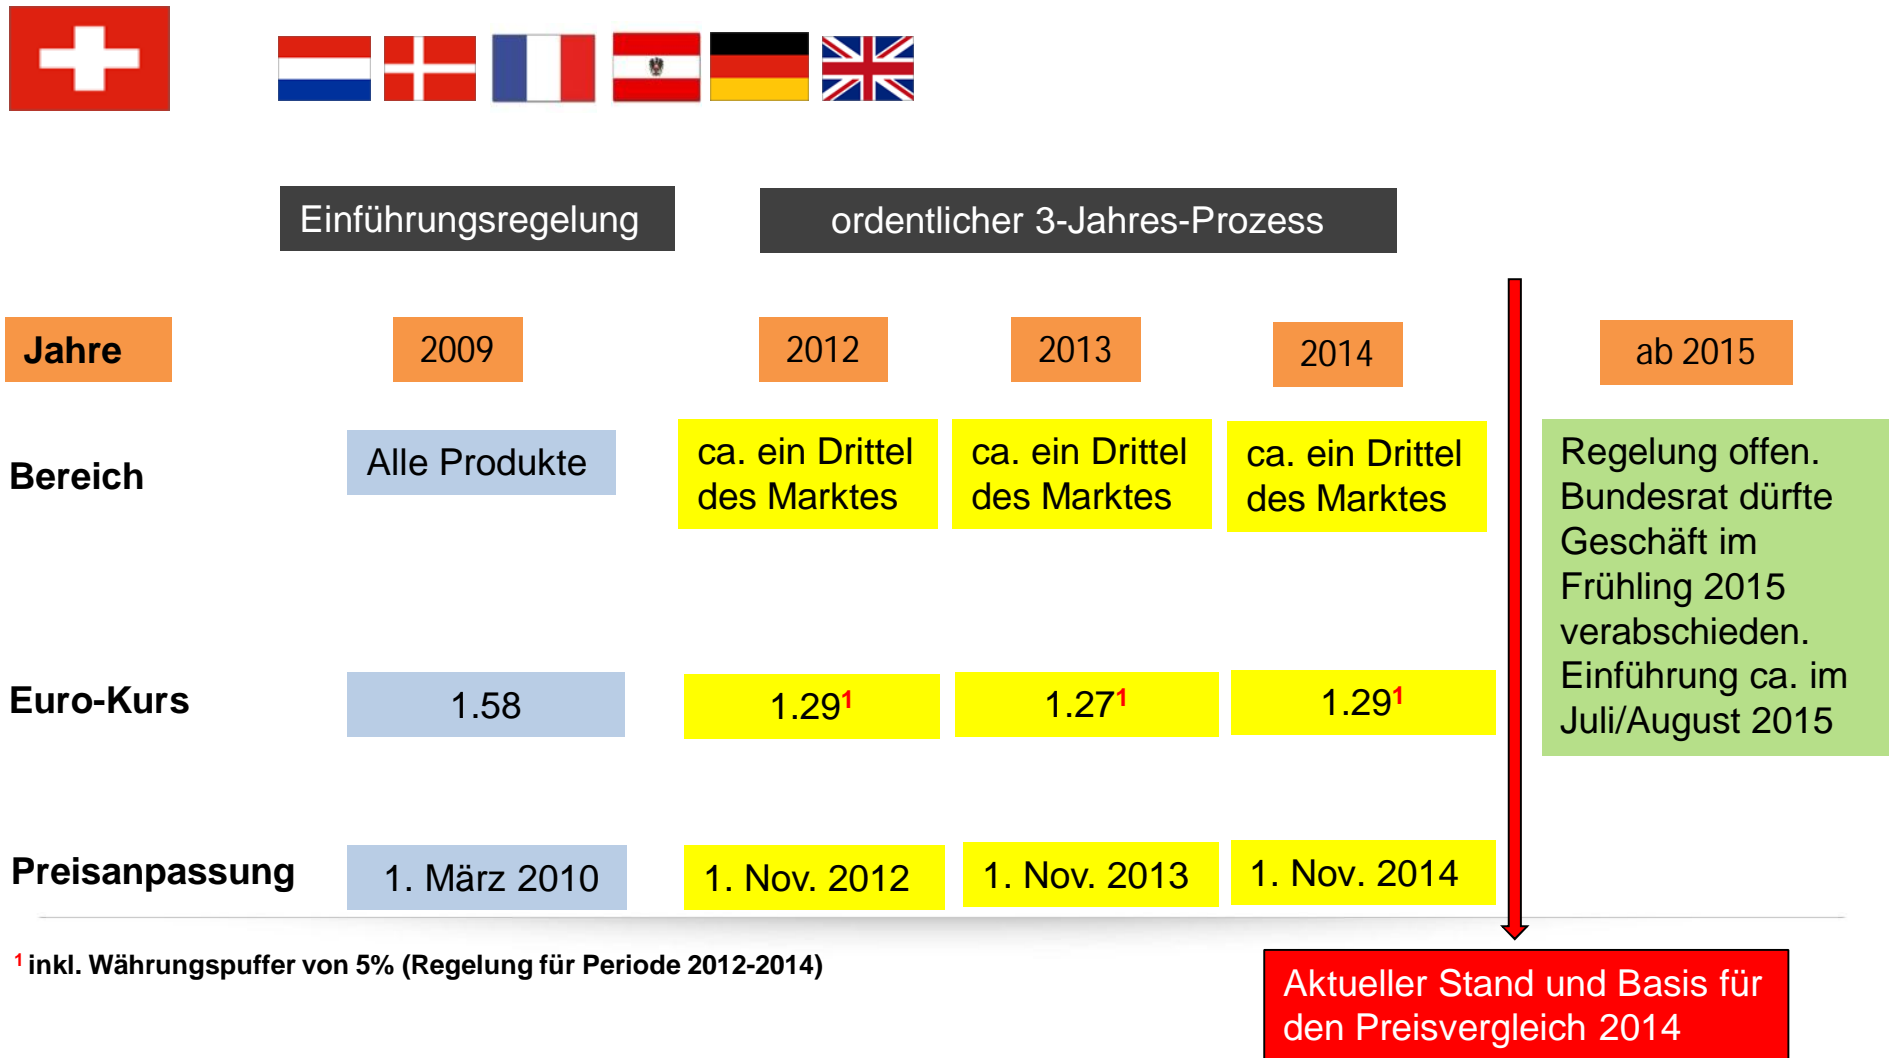 Einführungsregelung
ordentlicher 3-Jahres-Prozess
Jahre
2009
2012
2013
2014
ab 2015
Bereich
Alle Produkte
ca. ein Drittel
des Marktes
ca. ein Drittel
des Marktes
ca. ein Drittel
des Marktes
Regelung offen.
Bundesrat dürfte
Geschäft im
Frühling 2015
verabschieden.
Einführung ca. im
Juli/August 2015
Euro-Kurs
1.58
1.29¹
1.27¹
1.29¹
Preisanpassung
1. März 2010
1. Nov. 2012
1. Nov. 2013
1. Nov. 2014
¹ inkl. Währungspuffer von 5% (Regelung für Periode 2012-2014)
Aktueller Stand und Basis für
den Preisvergleich 2014